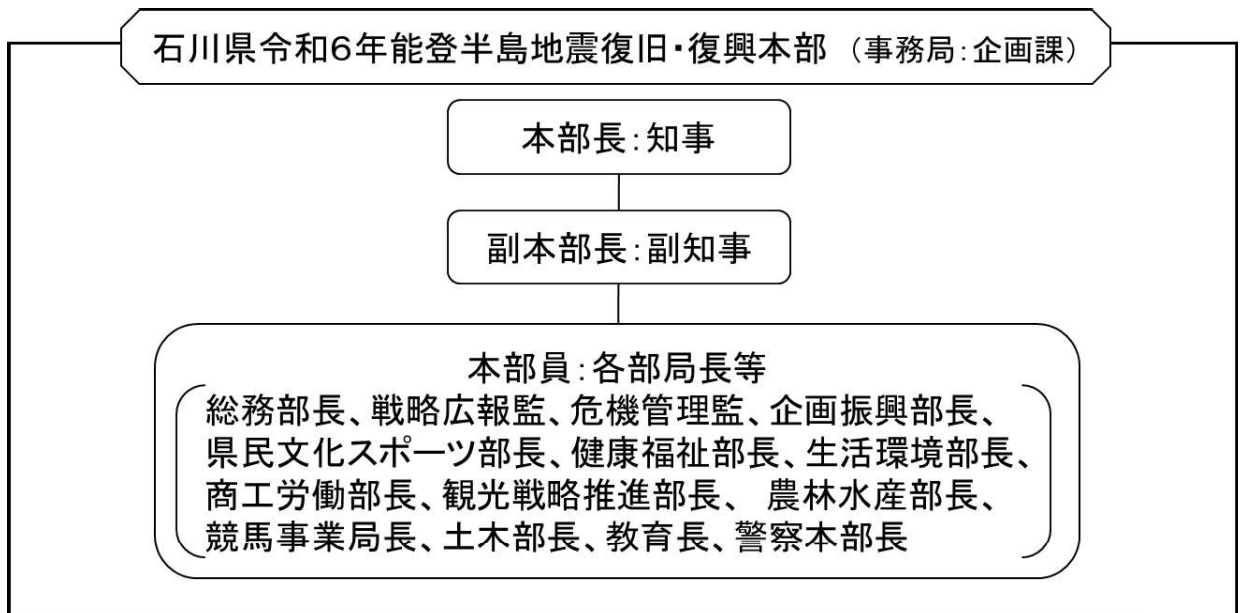 石川県令和6年能登半島地震復旧・復興本部（事務局：企画課）
本部長：知事
副本部長：副知事
本部員：各部局長等
総務部長、戦略広報監、危機管理監、企画振興部長、
県民文化スポーツ部長、健康福祉部長、生活環境部長、
商工労働部長、観光戦略推進部長、 農林水産部長、
競馬事業局長、土木部長、教育長、警察本部長